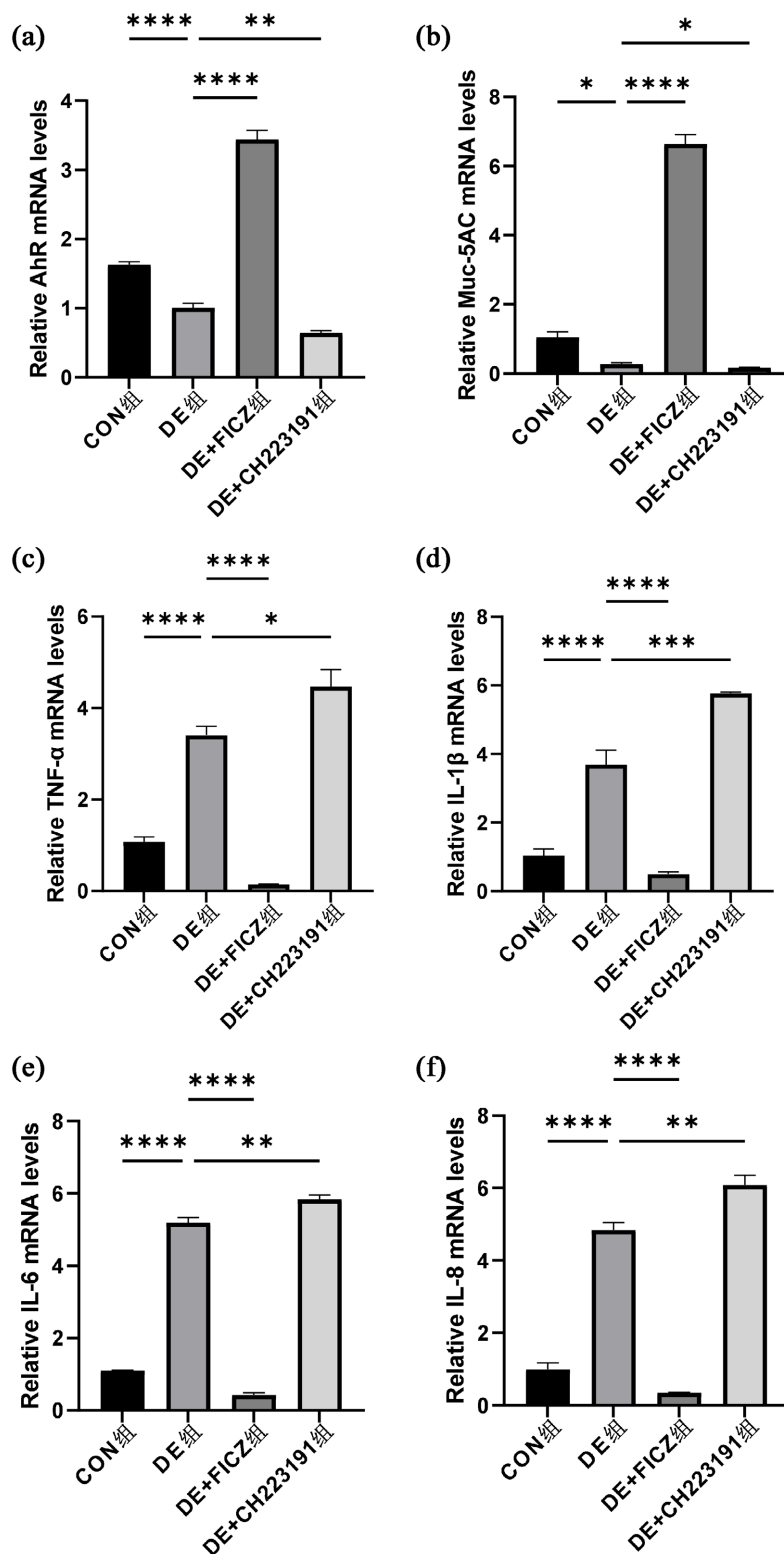 (a)
**** **
****
Relative AhR mRNA levels
4
3
2
1
0
CON组
DE组
DE+FICZ组
DE+CH223191组
(b)
*
* ****
Relative Muc-5AC mRNA levels
8
6
4
2
0
CON组
DE组
DE+FICZ组
DE+CH223191组
(c)
****
**** *
Relative TNF-α mRNA levels
6
4
2
0
CON组
DE组
DE+FICZ组
DE+CH223191组
(d)
****
**** ***
Relative IL-1β mRNA levels
8
6
4
2
0
CON组
DE组
DE+FICZ组
DE+CH223191组
(e)
****
**** **
Relative IL-6 mRNA levels
8
6
4
2
0
CON组
DE组
DE+FICZ组
DE+CH223191组
(f)
****
**** **
Relative IL-8 mRNA levels
8
6
4
2
0
CON组
DE组
DE+FICZ组
DE+CH223191组